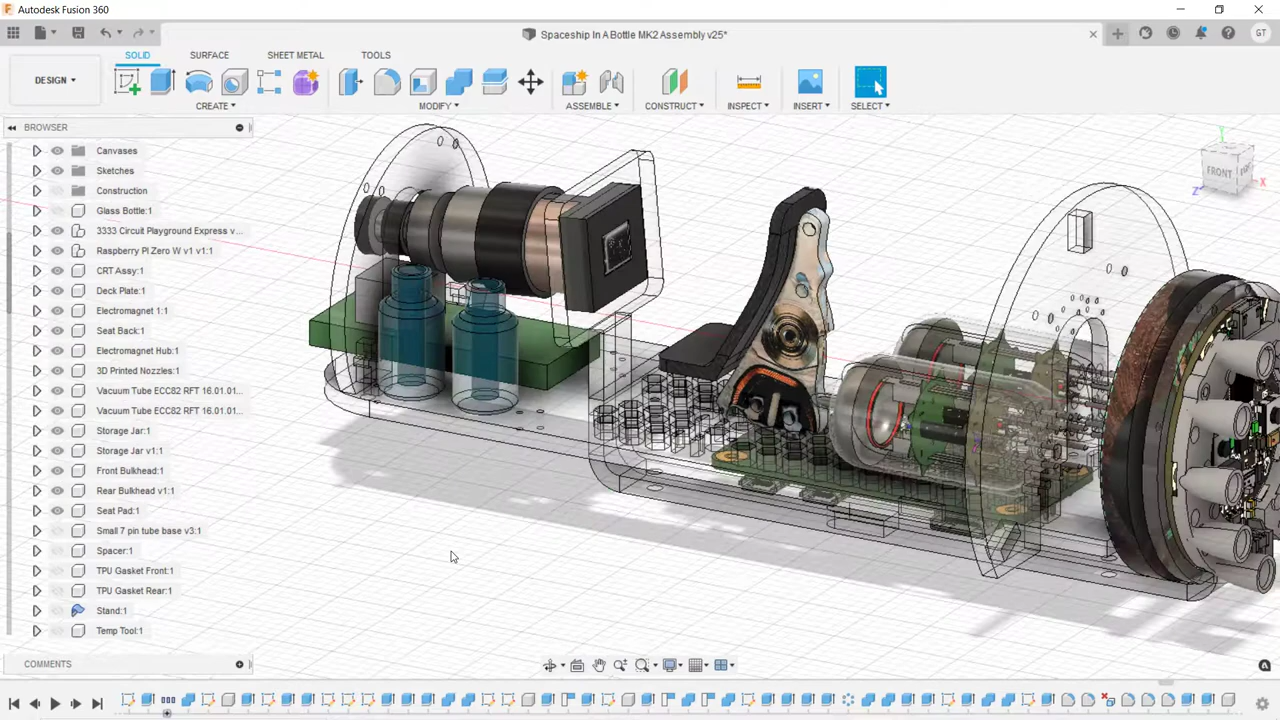 Autodesk Fusion 360
Spaceship In A Bottle MK2 Assembly v25*
GT
SOLID
SURFACE
SHEET METAL
TOOLS
DESIGN
CREATE
MODIFY
ASSEMBLE
CONSTRUCT
INSPECT
INSERT
SELECT
BROWSER
Canvases
Sketches
Construction
Glass Bottle:1
3333 Circuit Playground Express v...
Raspberry PI Zero W v1 v1:1
CRT Assy:1
Deck Plate:1
Electromagnet 1:1
Seat Back:1
Electromagnet Hub:1
3D Printed Nozzles:1
Vacuum Tube ECC82 RFT 16.01.01...
Vacuum Tube ECC82 RFT 16.01.01...
Storage Jar:1
Storage Jar v1:1
Front Bulkhead:1
Rear Bulkhead v1:1
Seat Pad:1
Small 7 pin tube base v3:1
Spacer:1
TPU Gasket Front:1
TPU Gasket Rear:1
Stand:1
Temp Tool:1
Y
FRONT
X
Z
COMMENTS